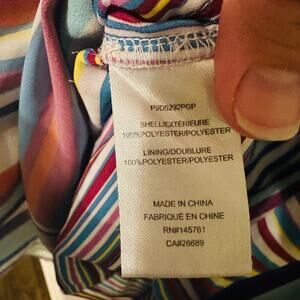 P9D5292PGP
SHELL/EXTÉRIEURE
100%POLYESTER/POLYESTER
LINING/DOUBLURE
100%POLYESTER/POLYESTER
MADE IN CHINA
FABRIQUÉ EN CHINE
RN#145761
CA#26689